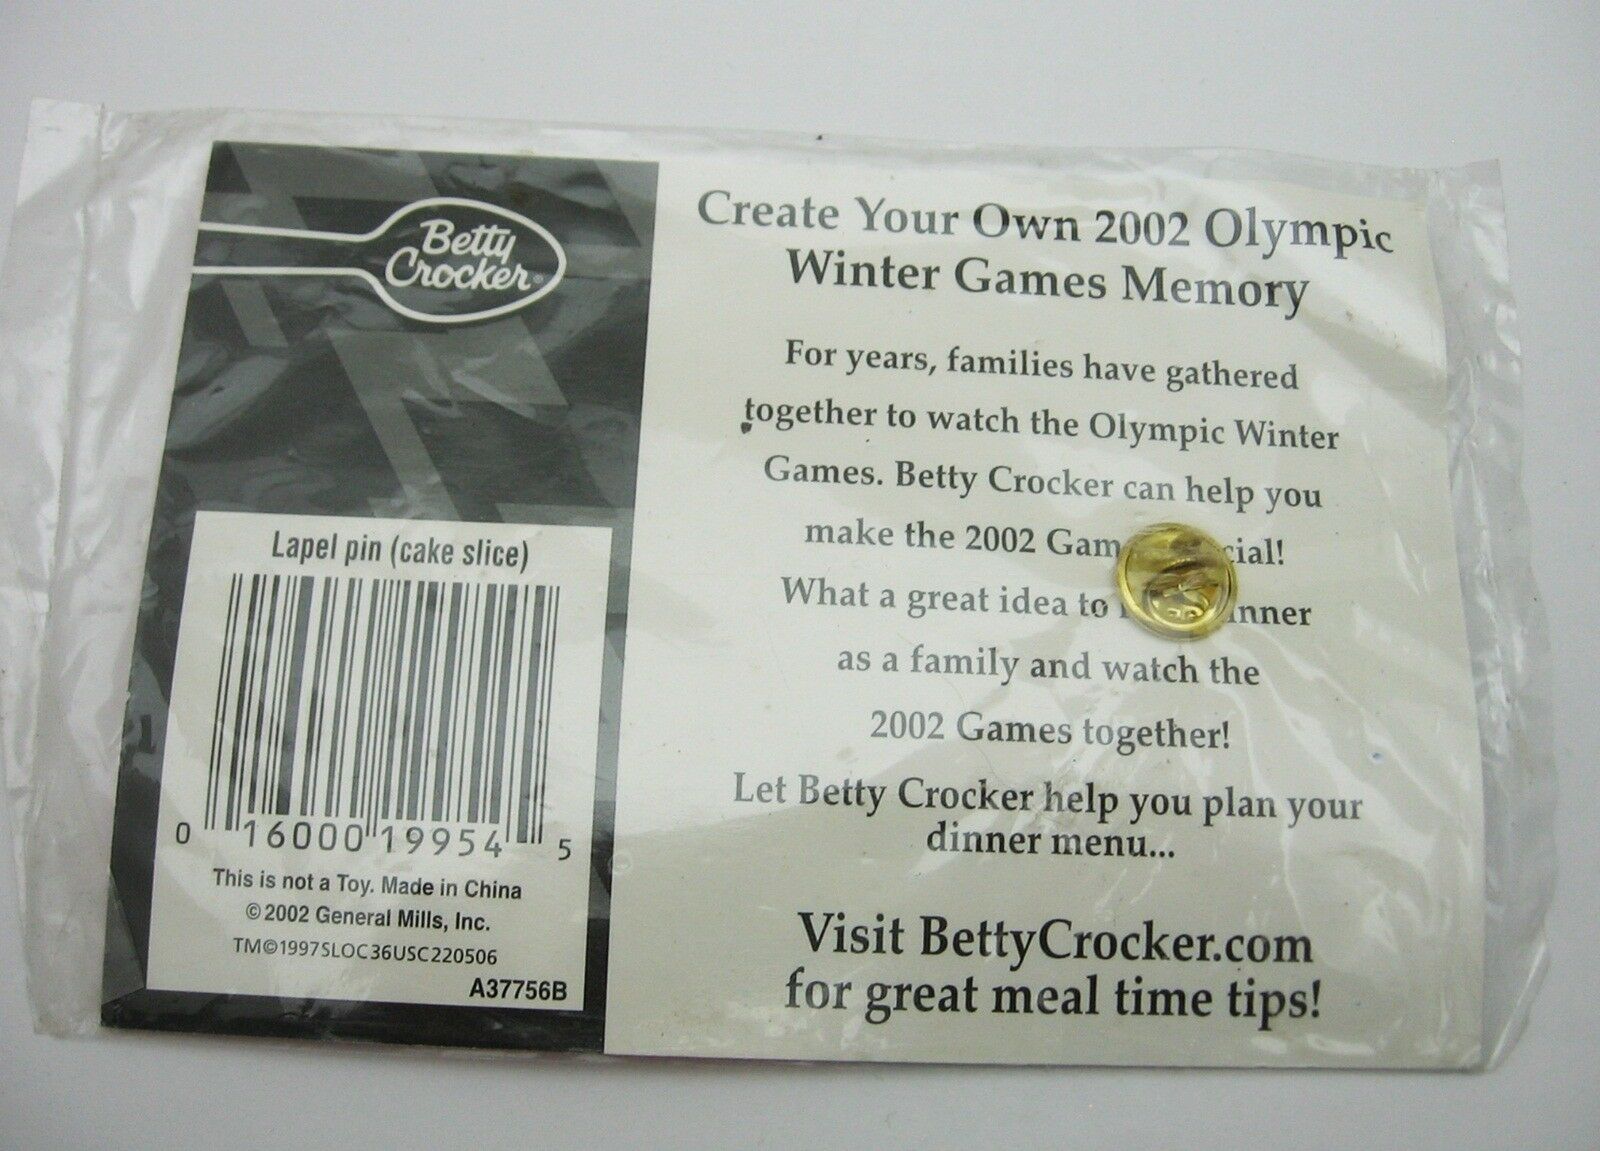 Betty
Crocker®
Lapel pin (cake slice)
0 16000 19954 5
This is not a Toy. Made in China
©2002 General Mills, Inc.
TM©1997SLOC36USC220506
A37756B
Create Your Own 2002 Olympic
Winter Games Memory
For years, families have gathered
together to watch the Olympic Winter
Games. Betty Crocker can help you
make the 2002 Gam cial!
What a great idea to inner
as a family and watch the
2002 Games together!
Let Betty Crocker help you plan your
dinner menu...
Visit BettyCrocker.com
for great meal time tips!